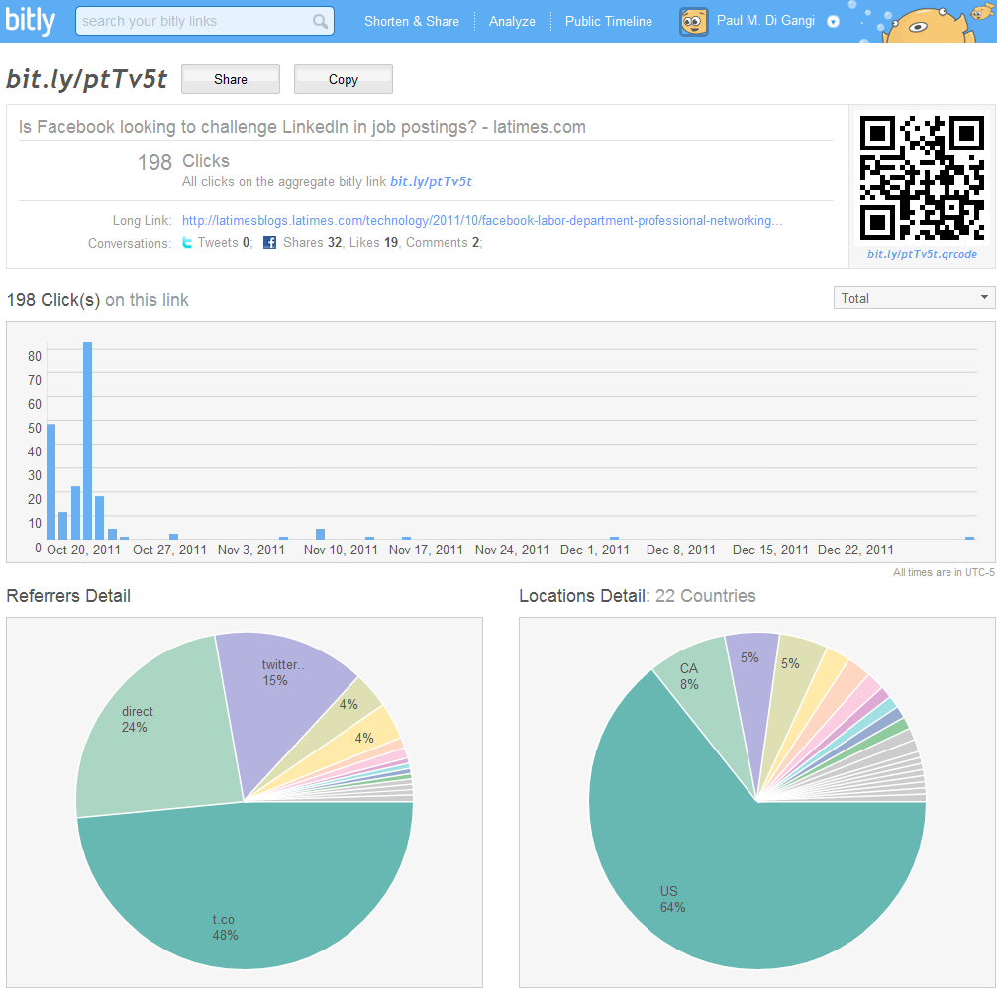 bitly
search your bitly links
Shorten & Share
Analyze
Public Timeline
Paul M. Di Gangi
bit.ly/ptTv5t
Share
Copy
Is Facebook looking to challenge LinkedIn in job postings? - latimes.com
198 Clicks
All clicks on the aggregate bitly link bit.ly/ptTv5t
Long Link: http://latimesblogs.latimes.com/technology/2011/10/facebook-labor-department-professional-networking...
Conversations: Tweets 0; Shares 32, Likes 19, Comments 2;
bit.ly/ptTv5t.qrcode
198 Click(s) on this link
Total
80
70
60
50
40
30
20
10
0
Oct 20, 2011 Oct 27, 2011 Nov 3, 2011 Nov 10, 2011 Nov 17, 2011 Nov 24, 2011 Dec 1, 2011 Dec 8, 2011 Dec 15, 2011 Dec 22, 2011
All times are in UTC-5
Referrers Detail
twitter..
15%
direct
24%
4%
4%
t.co
48%
Locations Detail: 22 Countries
5%
5%
CA
8%
US
64%